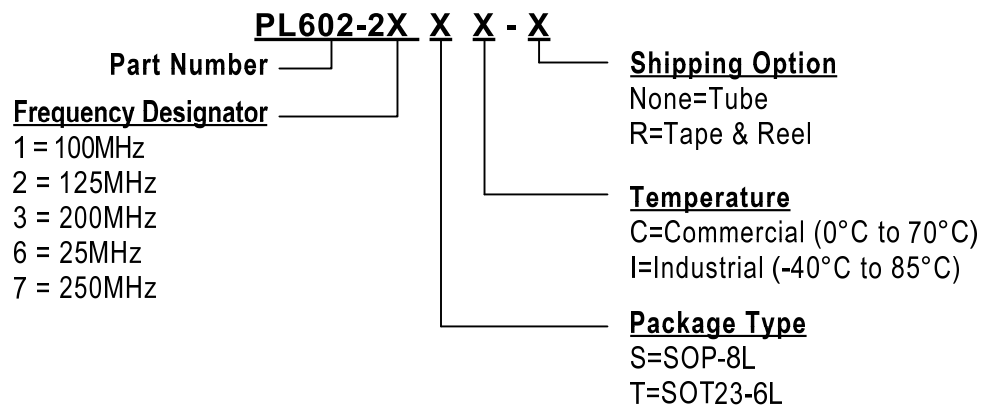 PL602-2X X X - X
Part Number
Frequency Designator
1 = 100MHz
2 = 125MHz
3 = 200MHz
6 = 25MHz
7 = 250MHz
Shipping Option
None=Tube
R=Tape & Reel
Temperature
C=Commercial (0°C to 70°C)
I=Industrial (-40°C to 85°C)
Package Type
S=SOP-8L
T=SOT23-6L